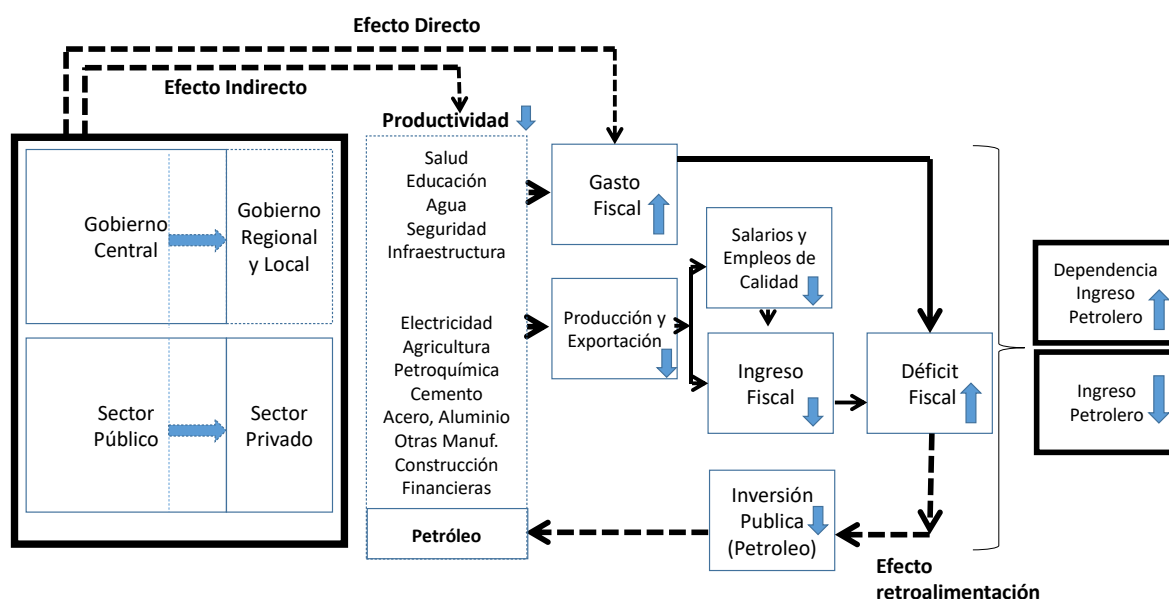 Efecto Directo
Efecto Indirecto
Gobierno
Central
Gobierno
Regional
y Local
Sector
Público
Sector
Privado
Productividad
Salud
Educación
Agua
Seguridad
Infraestructura
Electricidad
Agricultura
Petroquímica
Cemento
Acero, Aluminio
Otras Manuf.
Construcción
Financieras
Petróleo
Gasto
Fiscal
Producción y
Exportación
Salarios y
Empleos de
Calidad
Ingreso
Fiscal
Déficit
Fiscal
Inversión
Publica
(Petroleo)
Efecto
retroalimentación
Dependencia
Ingreso
Petrolero
Ingreso
Petrolero